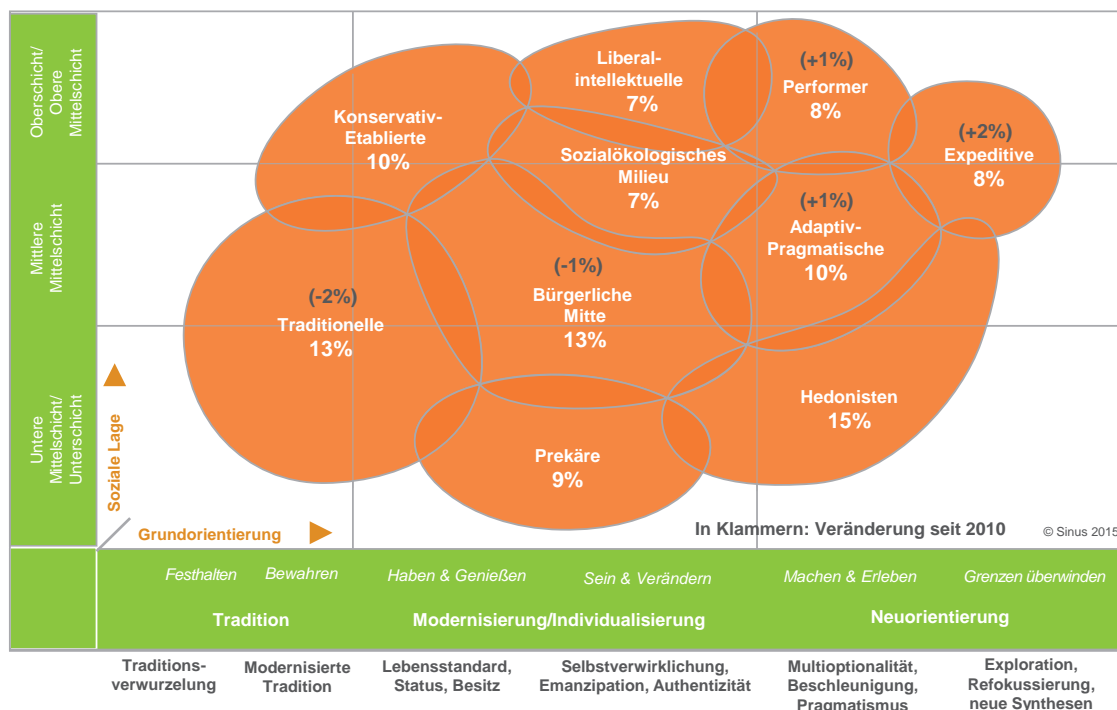 Oberschicht/
Obere
Mittelschicht
Mittlere
Mittelschicht
Untere
Mittelschicht/
Unterschicht
Soziale Lage
Grundorientierung
Konservativ-
Etablierte
10%
Liberal-
intellektuelle
7%
(+1%)
Performer
8%
(+2%)
Expeditive
8%
Sozialökologisches
Milieu
7%
(+1%)
Adaptiv-
Pragmatische
10%
(-2%)
Traditionelle
13%
(-1%)
Bürgerliche
Mitte
13%
Hedonisten
15%
Prekäre
9%
In Klammern: Veränderung seit 2010
© Sinus 2015
Festhalten
Bewahren
Haben & Genießen
Sein & Verändern
Machen & Erleben
Grenzen überwinden
Tradition
Modernisierung/Individualisierung
Neuorientierung
Traditions-
verwurzelung
Modernisierte
Tradition
Lebensstandard,
Status, Besitz
Selbstverwirklichung,
Emanzipation, Authentizität
Multioptionalität,
Beschleunigung,
Pragmatismus
Exploration,
Refokussierung,
neue Synthesen